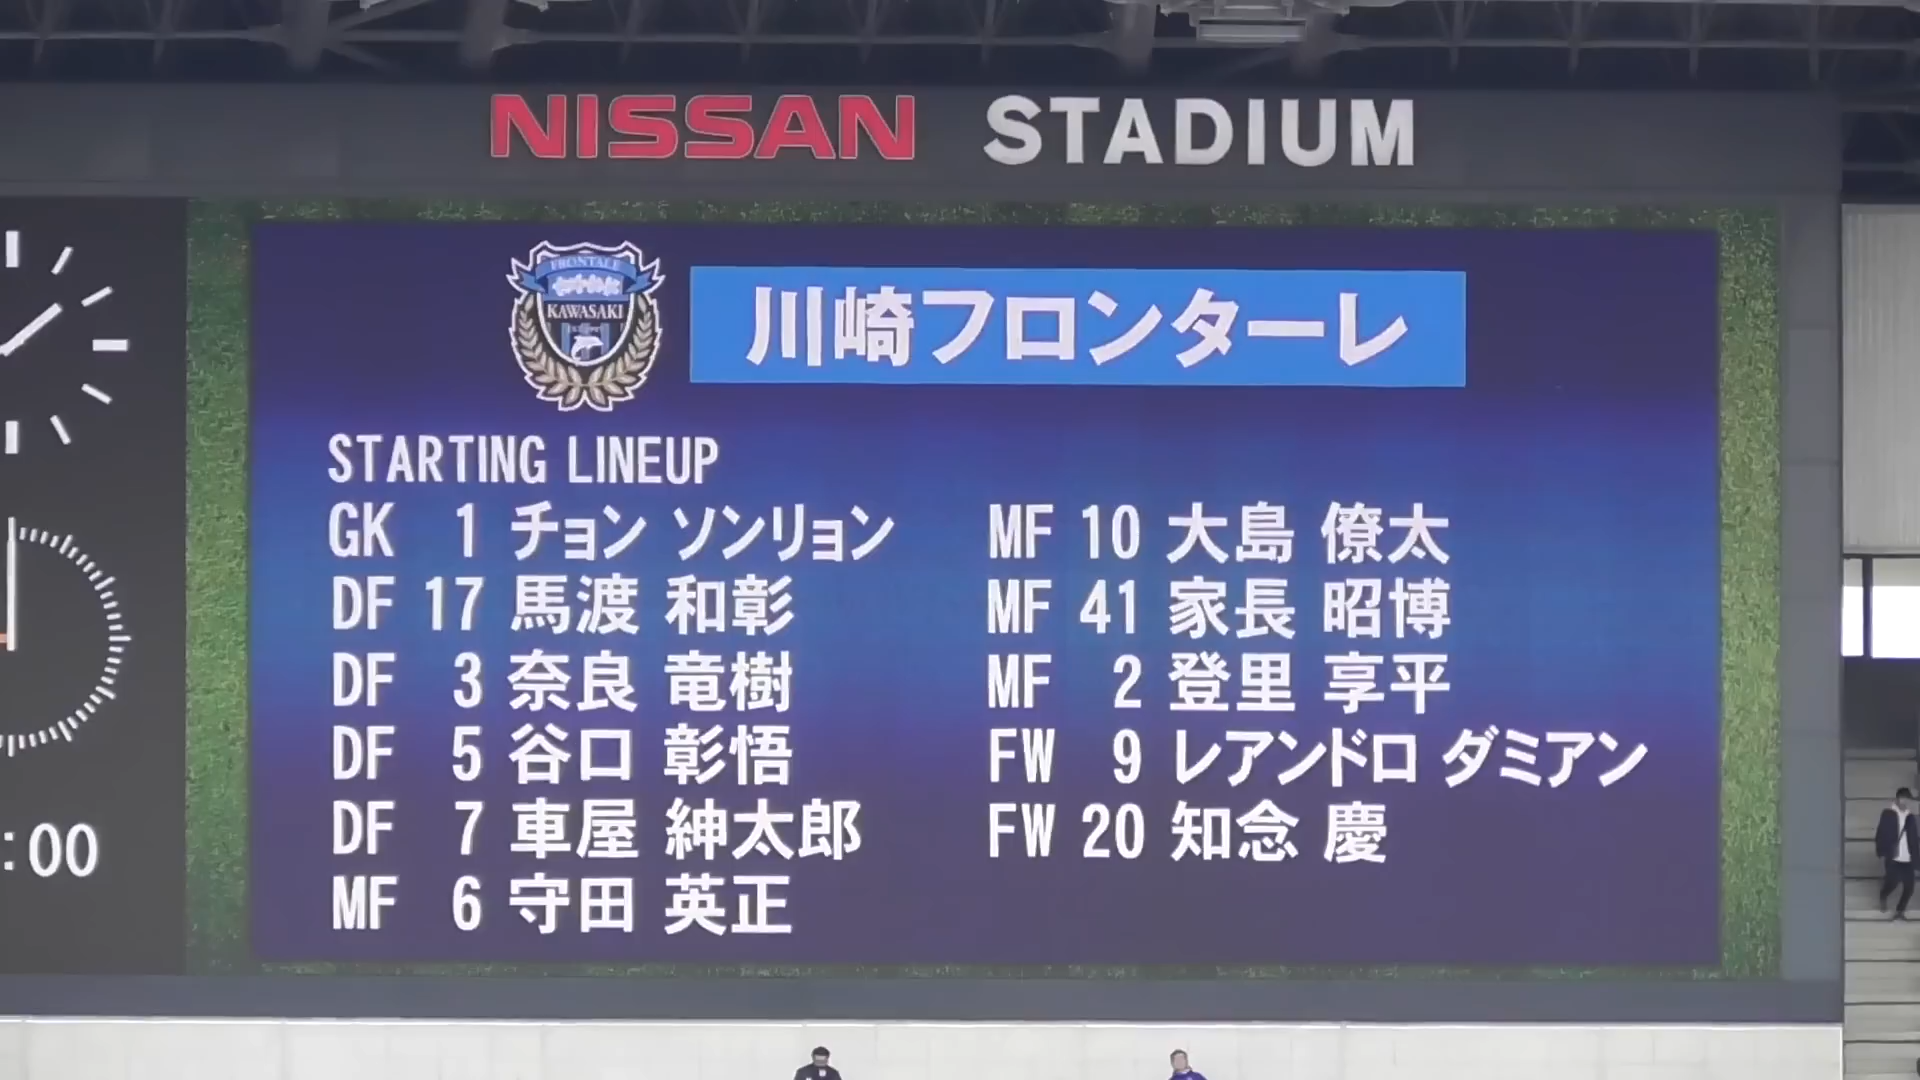 NISSAN STADIUM
FRONTALE
KAWASAKI
川崎フロンターレ
STARTING LINEUP
GK 1 チョン ソンリョン
DF 17 馬渡 和彰
DF 3 奈良 竜樹
DF 5 谷口 彰悟
DF 7 車屋 紳太郎
MF 6 守田 英正
MF 10 大島 僚太
MF 41 家長 昭博
MF 2 登里 享平
FW 9 レアンドロ ダミアン
FW 20 知念 慶
:00